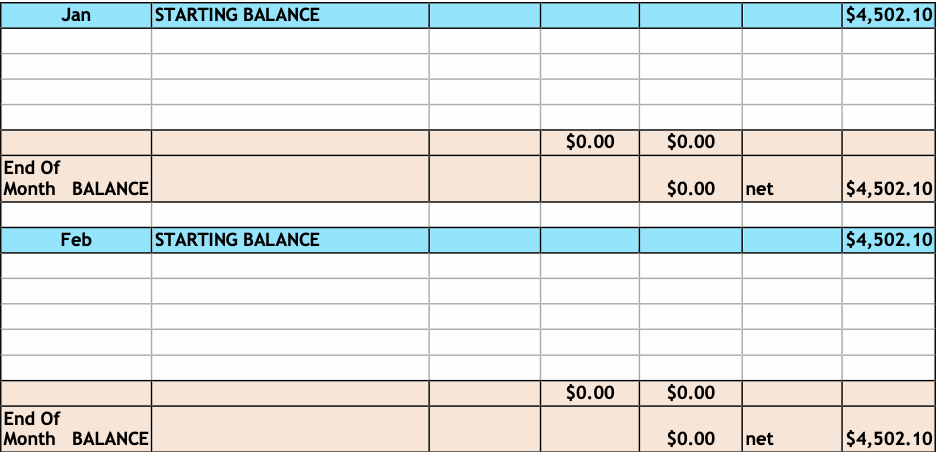 Jan STARTING BALANCE $4,502.10
$0.00 $0.00
End Of
Month BALANCE $0.00 net $4,502.10
Feb STARTING BALANCE $4,502.10
$0.00 $0.00
End Of
Month BALANCE $0.00 net $4,502.10